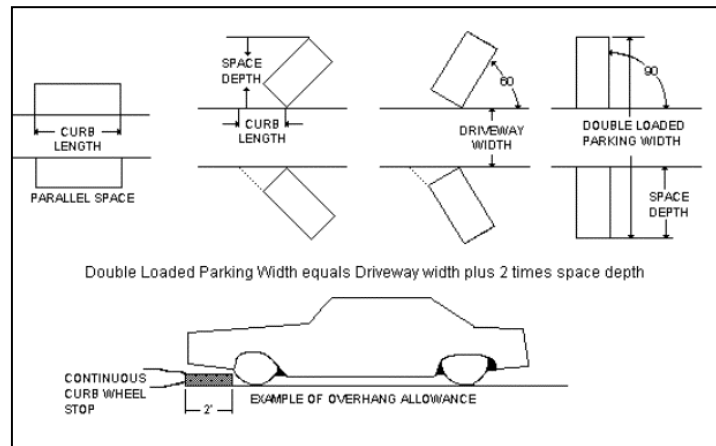 SPACE
DEPTH
60
90
CURB
LENGTH
CURB
LENGTH
DRIVEWAY
WIDTH
DOUBLE LOADED
PARKING WIDTH
PARALLEL SPACE
SPACE
DEPTH
Double Loaded Parking Width equals Driveway width plus 2 times space depth
CONTINUOUS
CURB WHEEL
STOP
2'
EXAMPLE OF OVERHANG ALLOWANCE